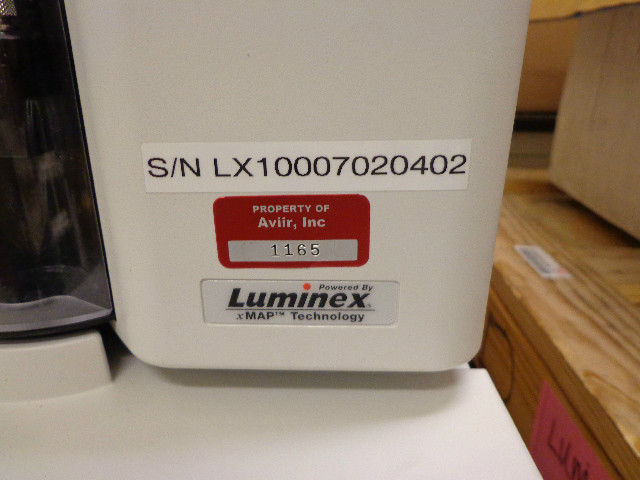 S/N LX10007020402
PROPERTY OF
Aviir, Inc
1165
Powered By
Luminex®
xMAP™ Technology